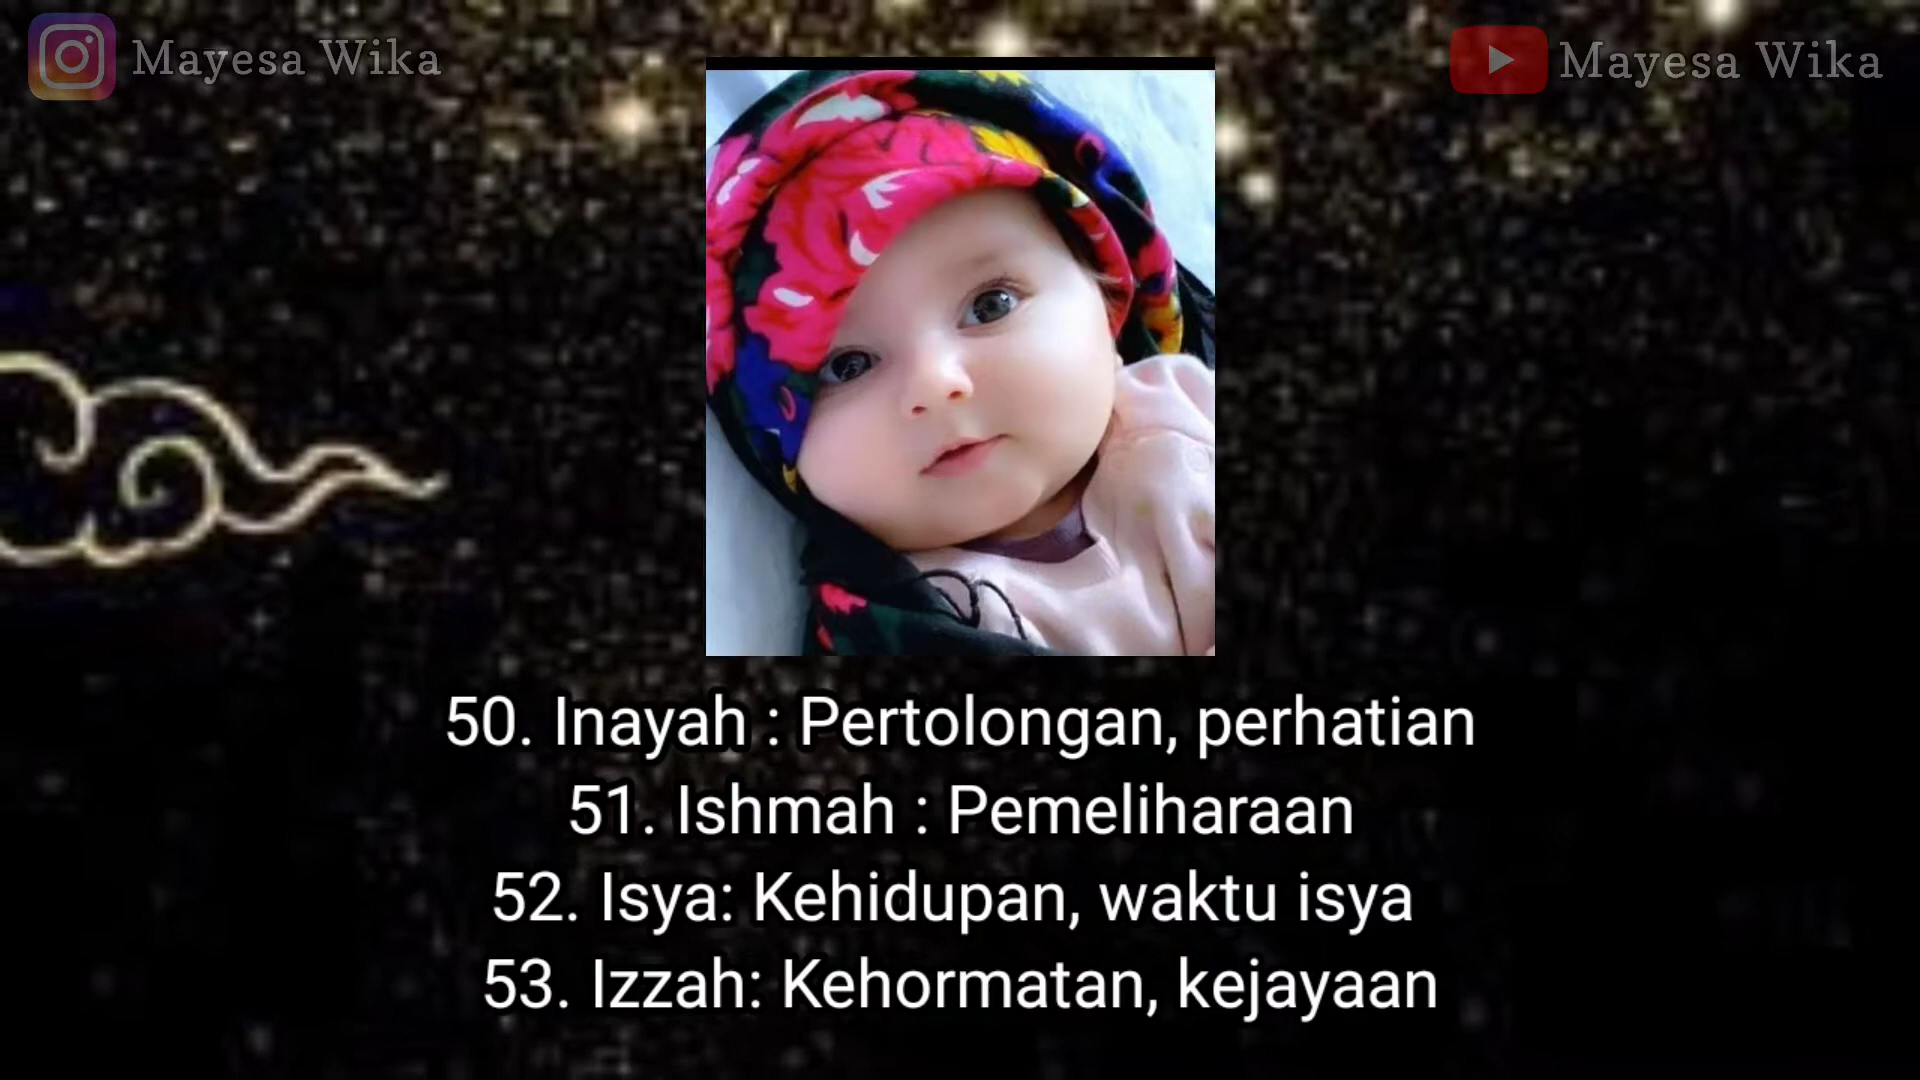 Mayesa Wika
Mayesa Wika
50. Inayah : Pertolongan, perhatian
51. Ishmah : Pemeliharaan
52. Isya: Kehidupan, waktu isya
53. Izzah: Kehormatan, kejayaan